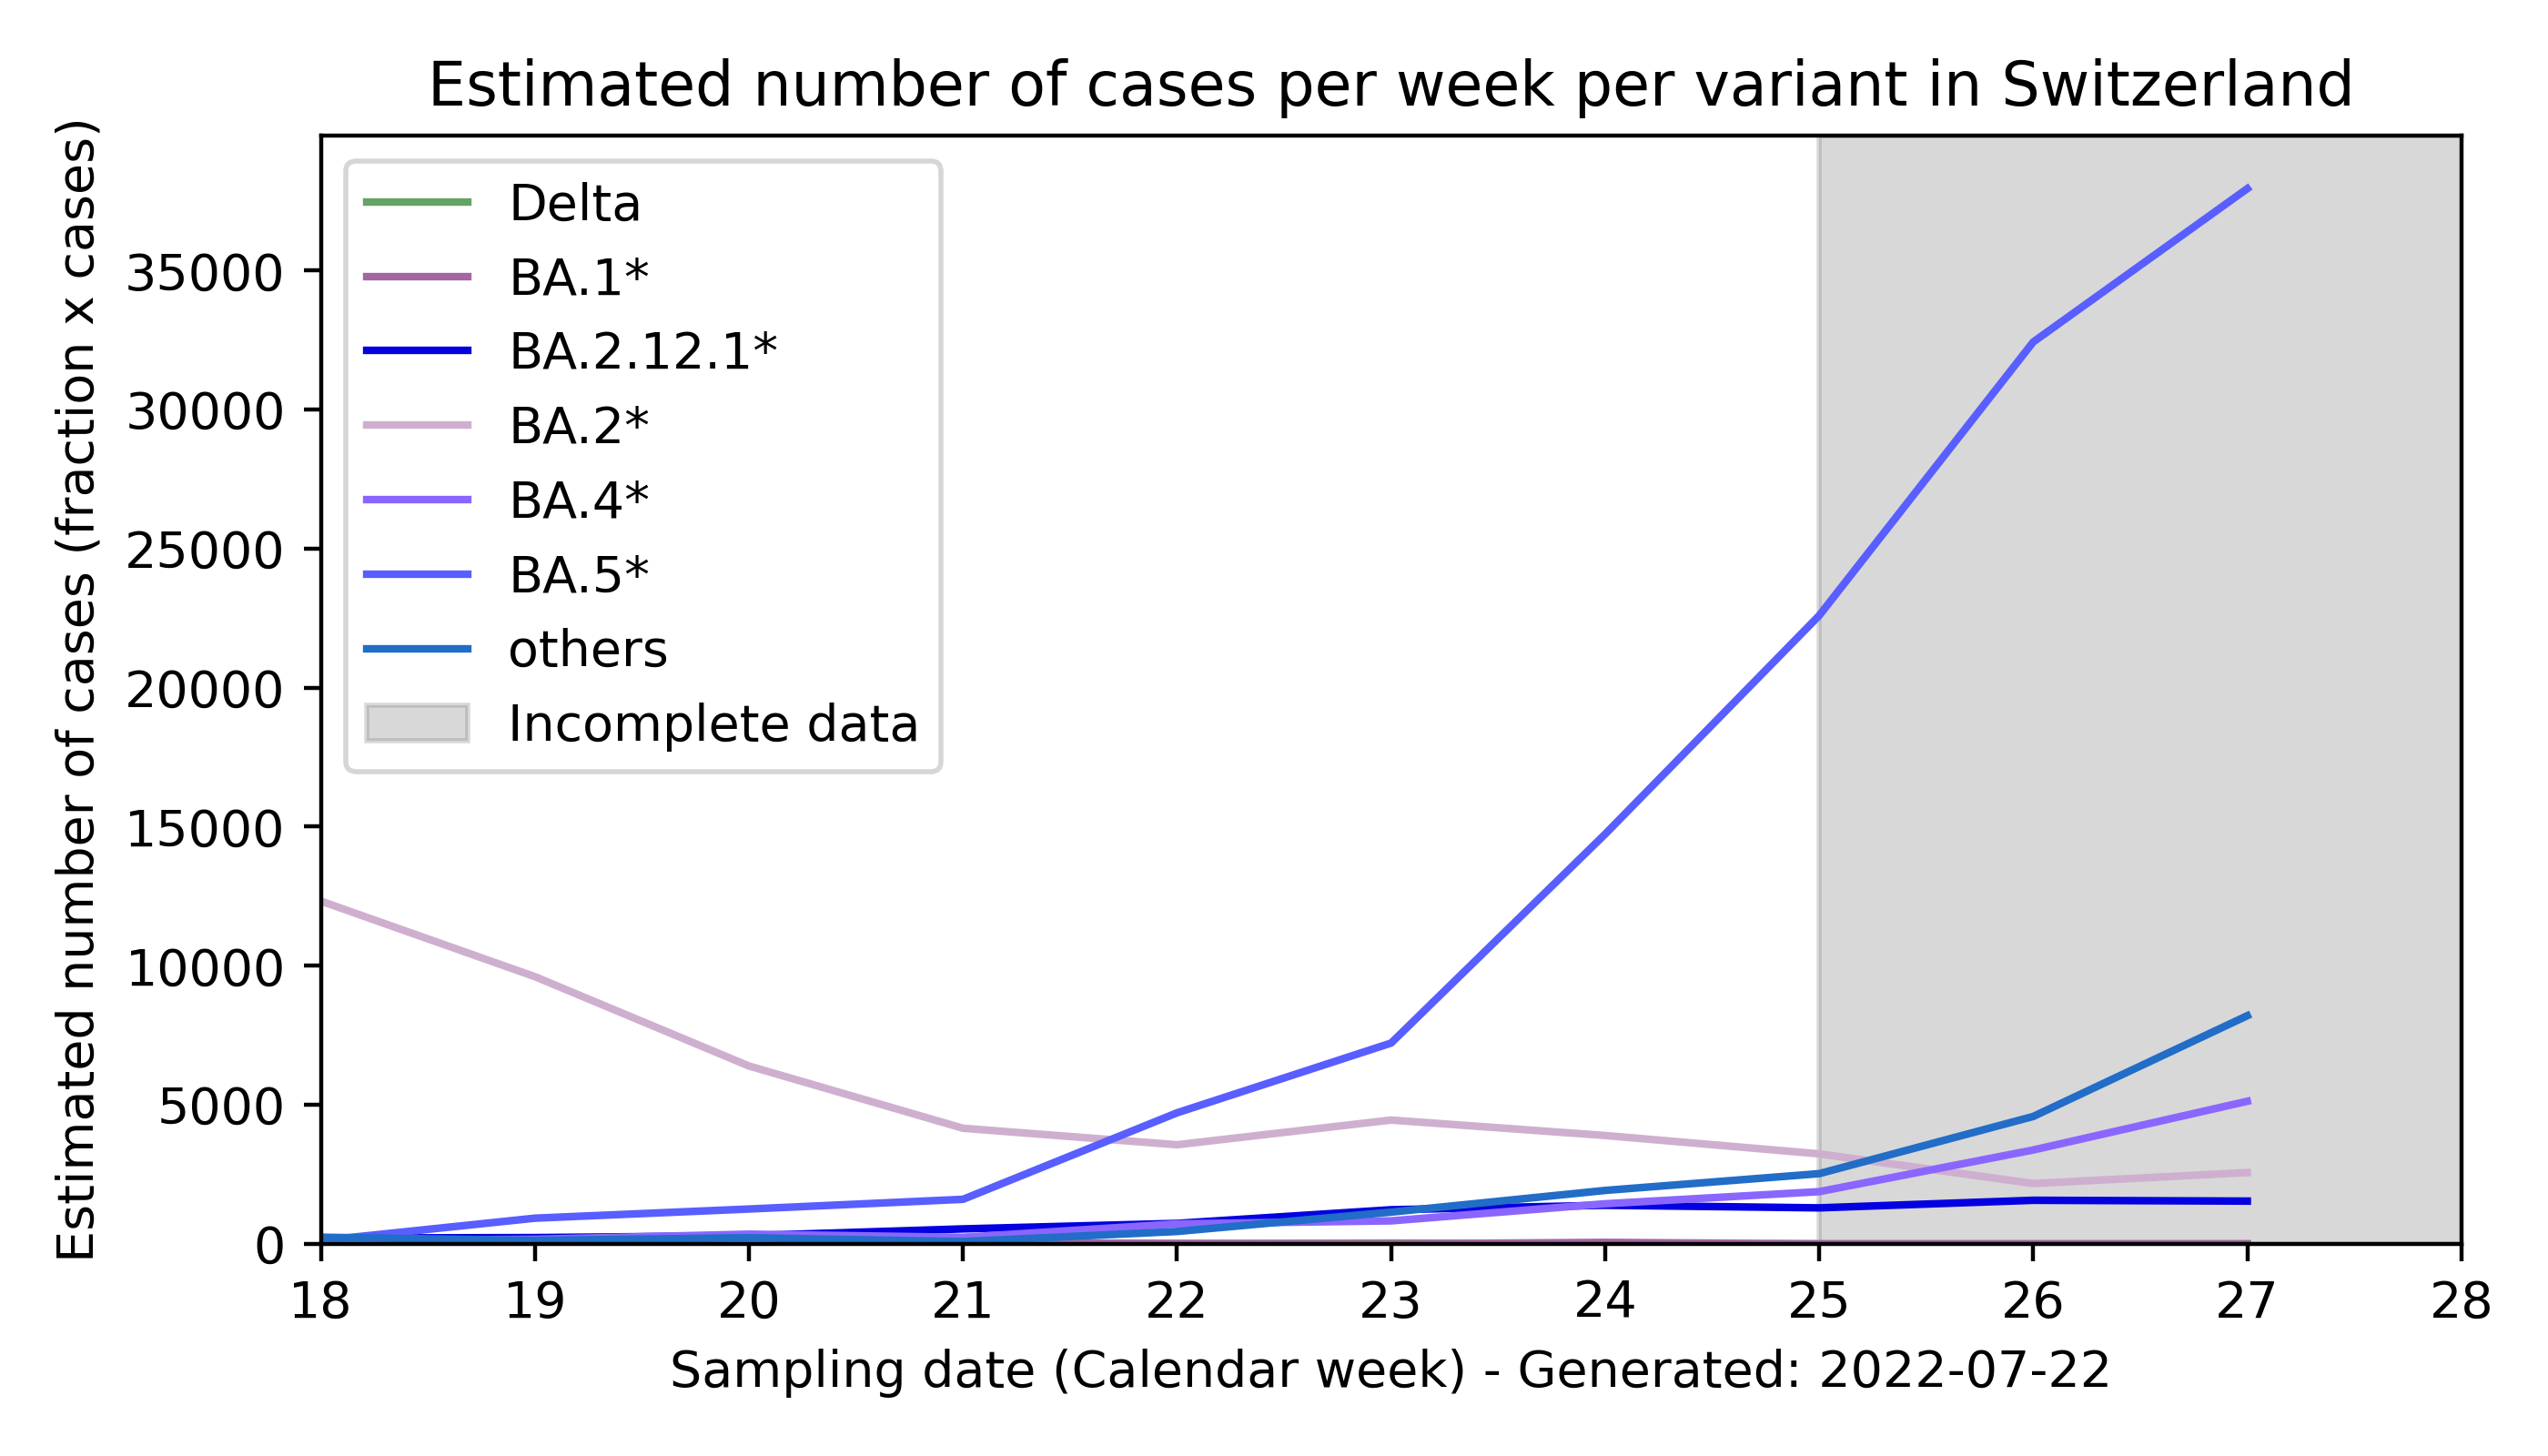 Estimated number of cases per week per variant in Switzerland
Estimated number of cases (fraction x cases)
35000
30000
25000
20000
15000
10000
5000
0
Delta
BA.1*
BA.2.12.1*
BA.2*
BA.4*
BA.5*
others
Incomplete data
18 19 20 21 22 23 24 25 26 27 28
Sampling date (Calendar week) - Generated: 2022-07-22